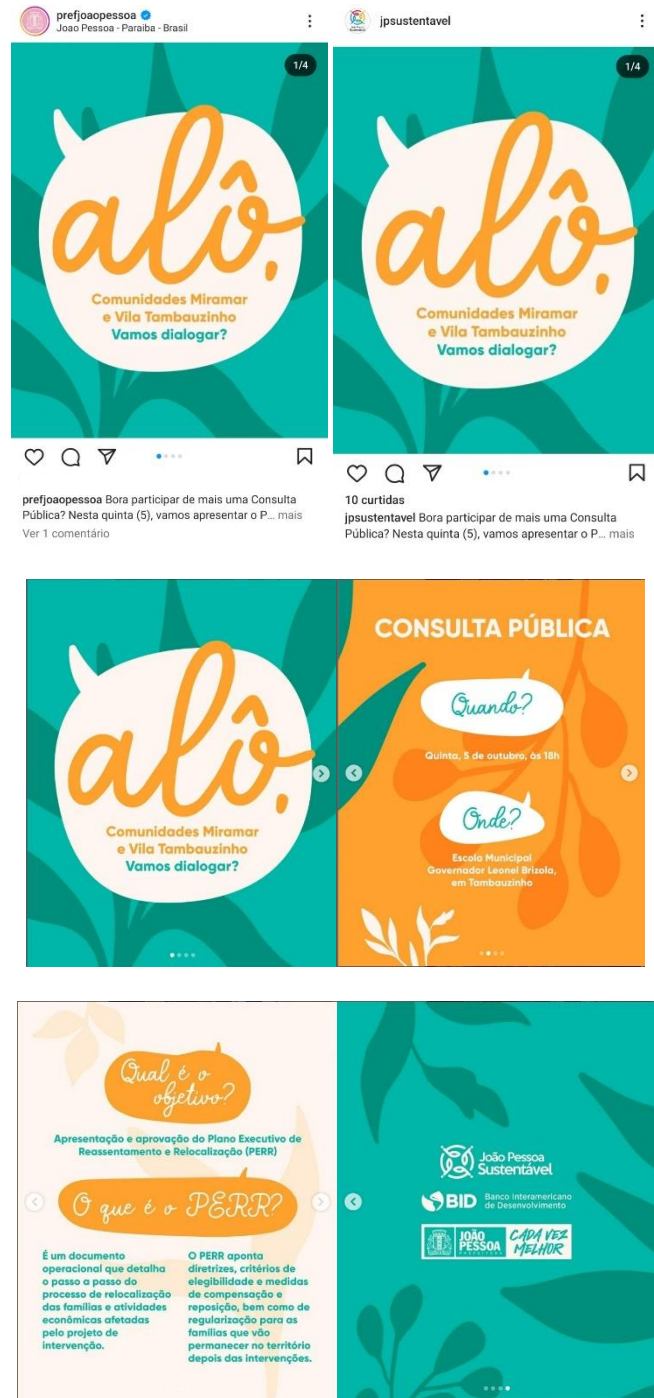 prefjoaopessoa
Joao Pessoa - Paraiba - Brasil
1/4
alô,
Comunidades Miramar
e Vila Tambauzinho
Vamos dialogar?
prefjoaopessoa Bora participar de mais uma Consulta
Pública? Nesta quinta (5), vamos apresentar o P... mais
Ver 1 comentário
jpsustentavel
1/4
alô,
Comunidades Miramar
e Vila Tambauzinho
Vamos dialogar?
10 curtidas
jpsustentavel Bora participar de mais uma Consulta
Pública? Nesta quinta (5), vamos apresentar o P... mais
alô,
Comunidades Miramar
e Vila Tambauzinho
Vamos dialogar?
CONSULTA PÚBLICA
Quando?
Quinta, 5 de outubro, às 18h
Onde?
Escola Municipal
Governador Leonel Brizola,
em Tambauzinho
Qual é o
objetivo?
Apresentação e aprovação do Plano Executivo de
Reassentamento e Relocalização (PERR)
O que é o PERR?
É um documento
operacional que detalha
o passo a passo do
processo de relocalização
das famílias e atividades
econômicas afetadas
pelo projeto de
intervenção.
O PERR aponta
diretrizes, critérios de
elegibilidade e medidas
de compensação e
reposição, bem como de
regularização para as
famílias que vão
permanecer no território
depois das intervenções.
João Pessoa
Sustentável
BID
Banco Interamericano
de Desenvolvimento
JOÃO
PESSOA
PREFEITURA
CADA VEZ
MELHOR